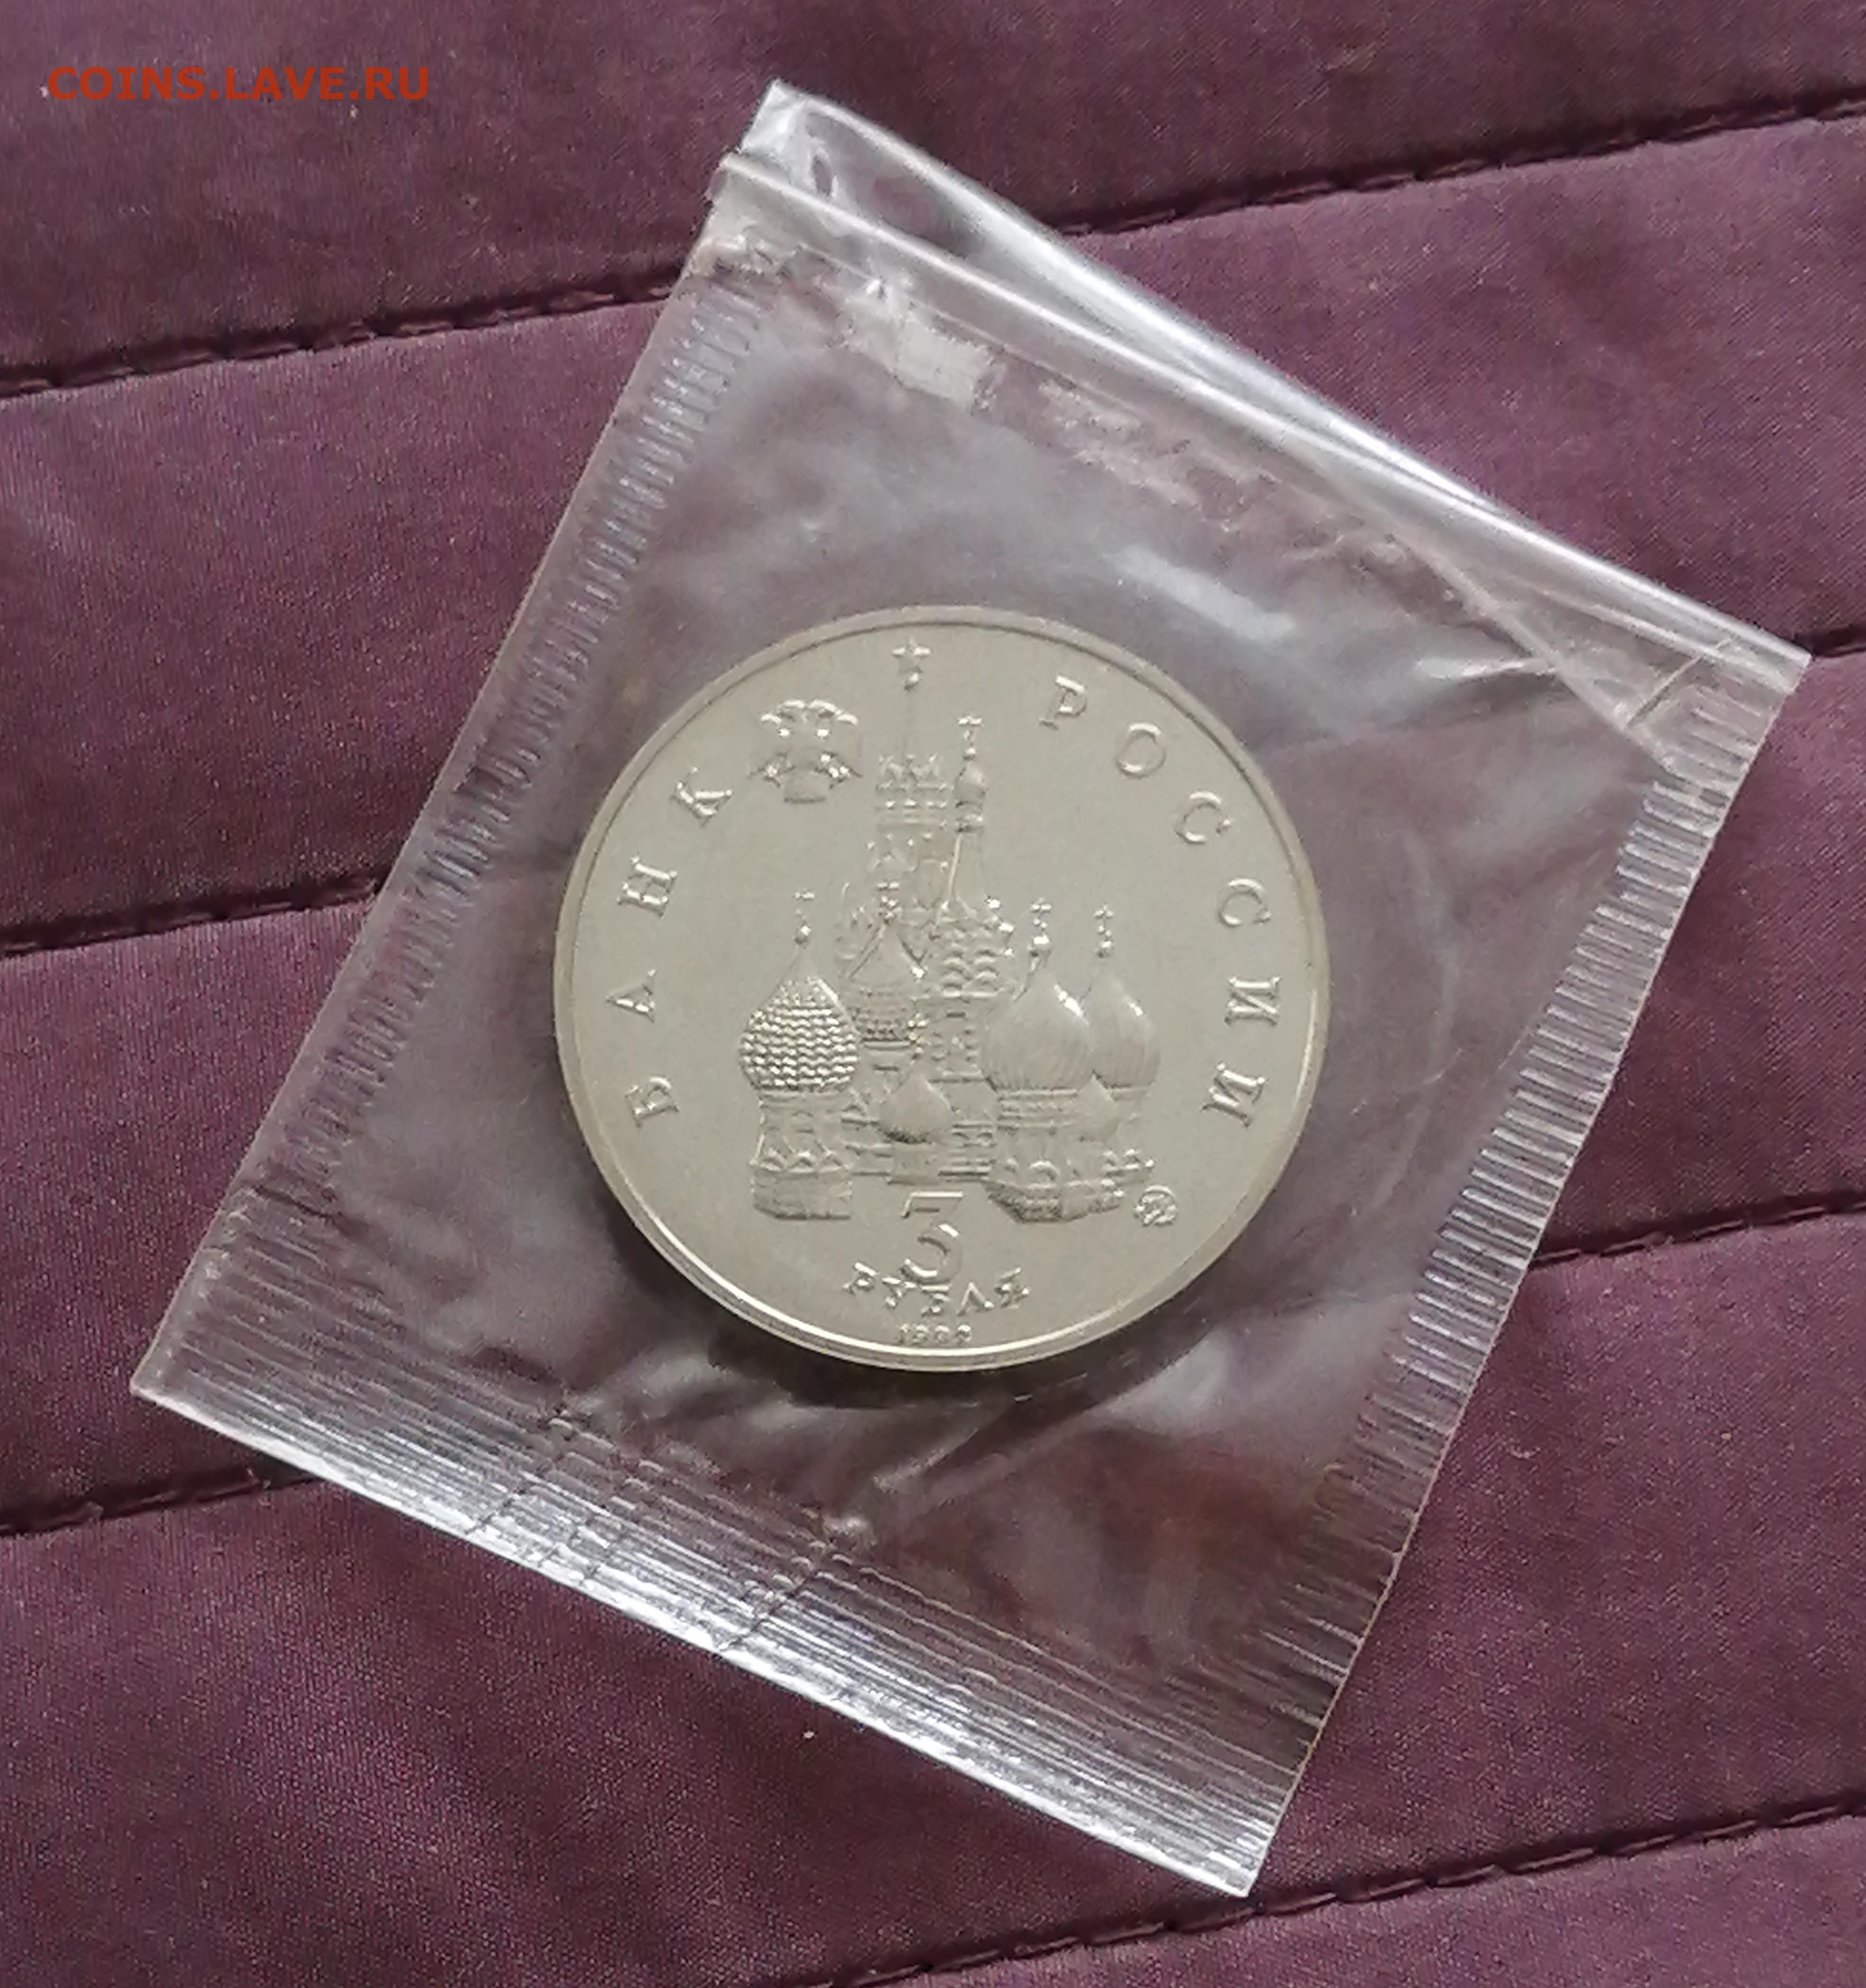 COINS.LAVE.RU
БАНК РОССИИ
3
РУБЛЯ